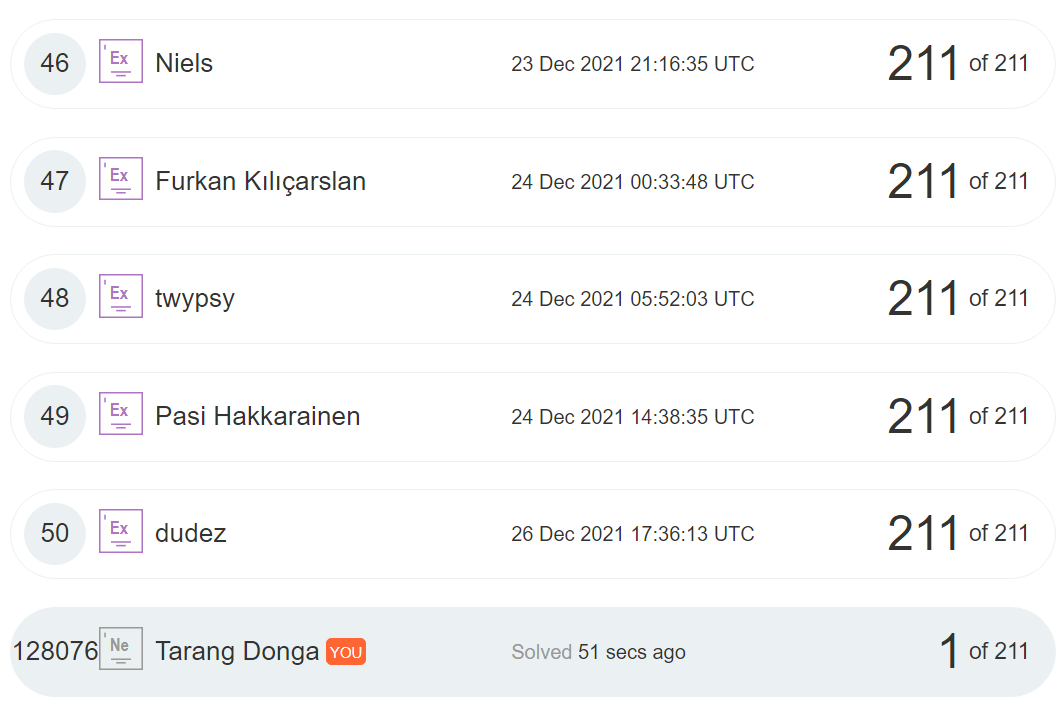 46 Ex Niels 23 Dec 2021 21:16:35 UTC 211 of 211
47 Ex Furkan Kılıçarslan 24 Dec 2021 00:33:48 UTC 211 of 211
48 Ex twypsy 24 Dec 2021 05:52:03 UTC 211 of 211
49 Ex Pasi Hakkarainen 24 Dec 2021 14:38:35 UTC 211 of 211
50 Ex dudez 26 Dec 2021 17:36:13 UTC 211 of 211
128076 Ne Tarang Donga YOU Solved 51 secs ago 1 of 211